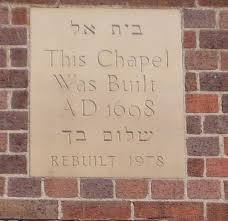 בית אל
This Chapel
Was Built
AD 1608
שלום בך
REBUILT 1978